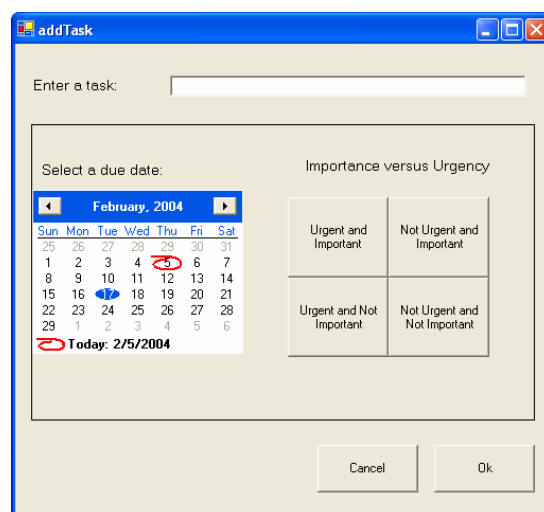 addTask
Enter a task:
Select a due date:
Importance versus Urgency
February, 2004
Sun Mon Tue Wed Thu Fri Sat
25 26 27 28 29 30 31
1 2 3 4 5 6 7
8 9 10 11 12 13 14
15 16 17 18 19 20 21
22 23 24 25 26 27 28
29 1 2 3 4 5 6
Today: 2/5/2004
Urgent and
Important
Not Urgent and
Important
Urgent and Not
Important
Not Urgent and
Not Important
Cancel
Ok